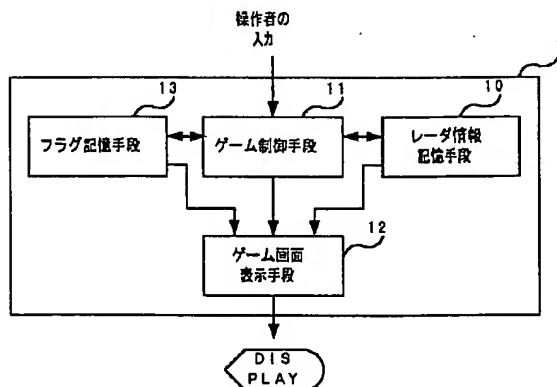 操作者の
入力
13
11
10
フラグ記憶手段
ゲーム制御手段
レーダ情報
記憶手段
12
ゲーム画面
表示手段
DIS
PLAY